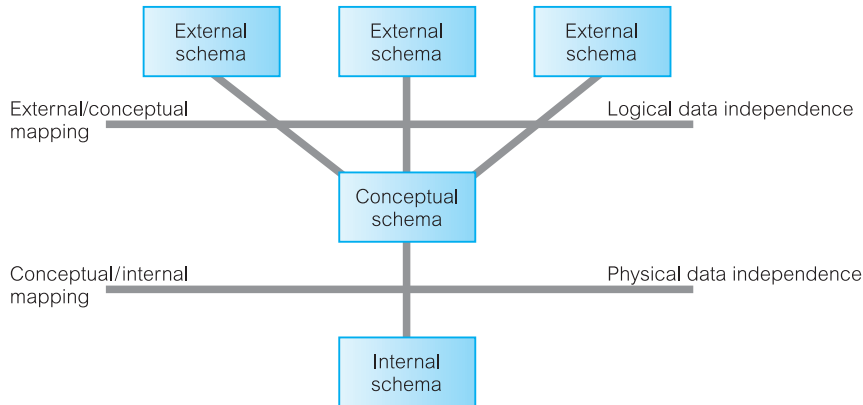 External
schema
External
schema
External
schema
External/conceptual
mapping
Logical data independence
Conceptual
schema
Conceptual/internal
mapping
Physical data independence
Internal
schema